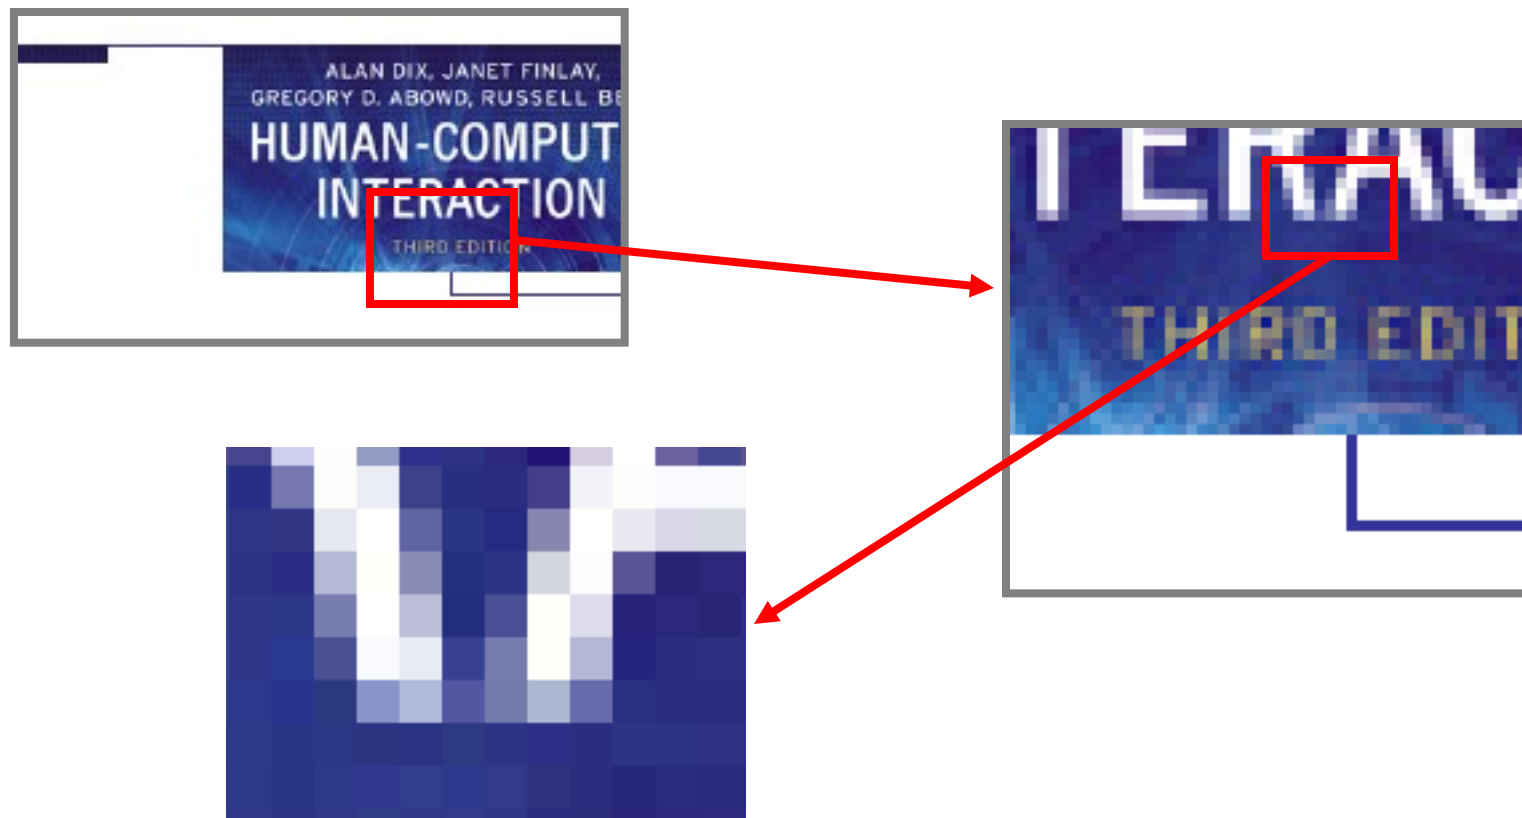 ALAN DIX, JANET FINLAY,
GREGORY D. ABOWD, RUSSELL BE
HUMAN-COMPUT
INTERACTION
THIRD EDITION
TERAC
THIRD EDIT